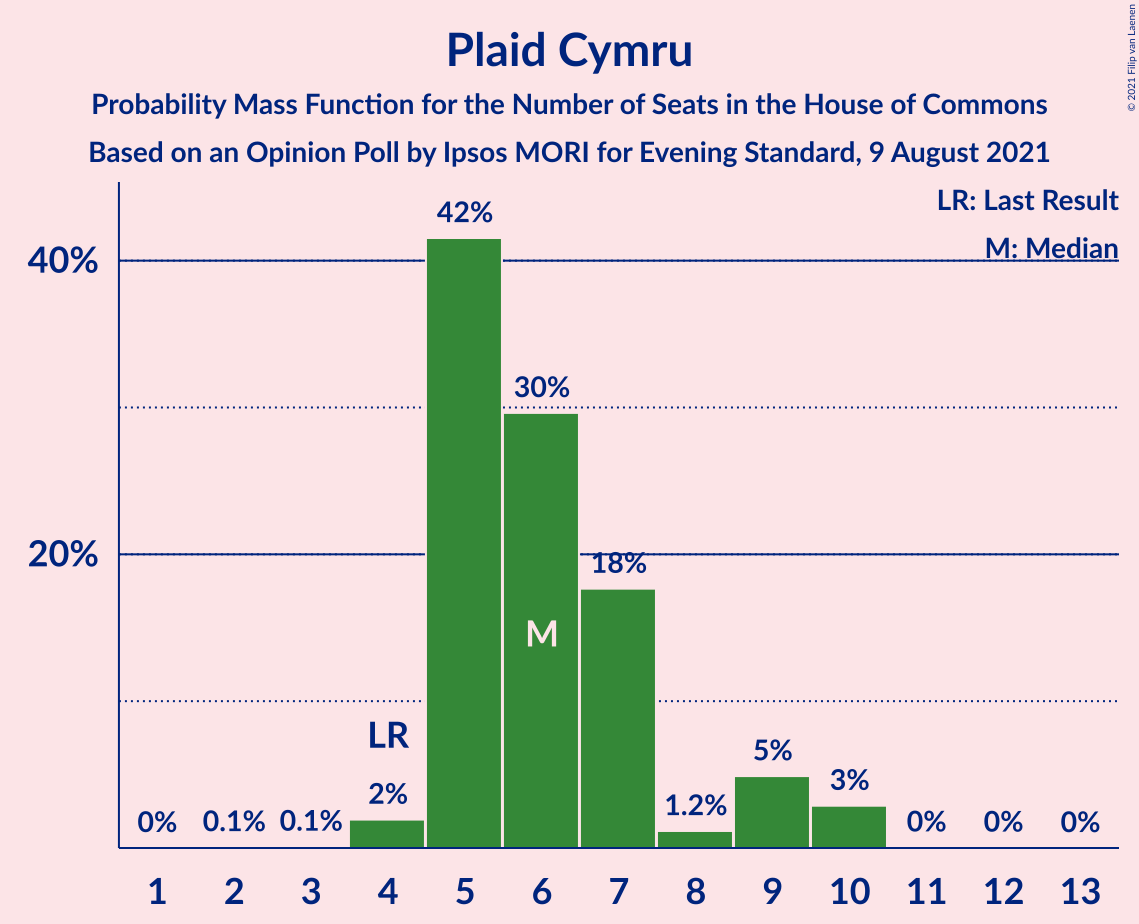 Plaid Cymru
Probability Mass Function for the Number of Seats in the House of Commons
Based on an Opinion Poll by Ipsos MORI for Evening Standard, 9 August 2021
© 2021 Filip van Laenen
LR: Last Result
M: Median
40%
20%
0%
0.1%
0.1%
LR
2%
42%
30%
M
18%
1.2%
5%
3%
0%
0%
0%
1 2 3 4 5 6 7 8 9 10 11 12 13